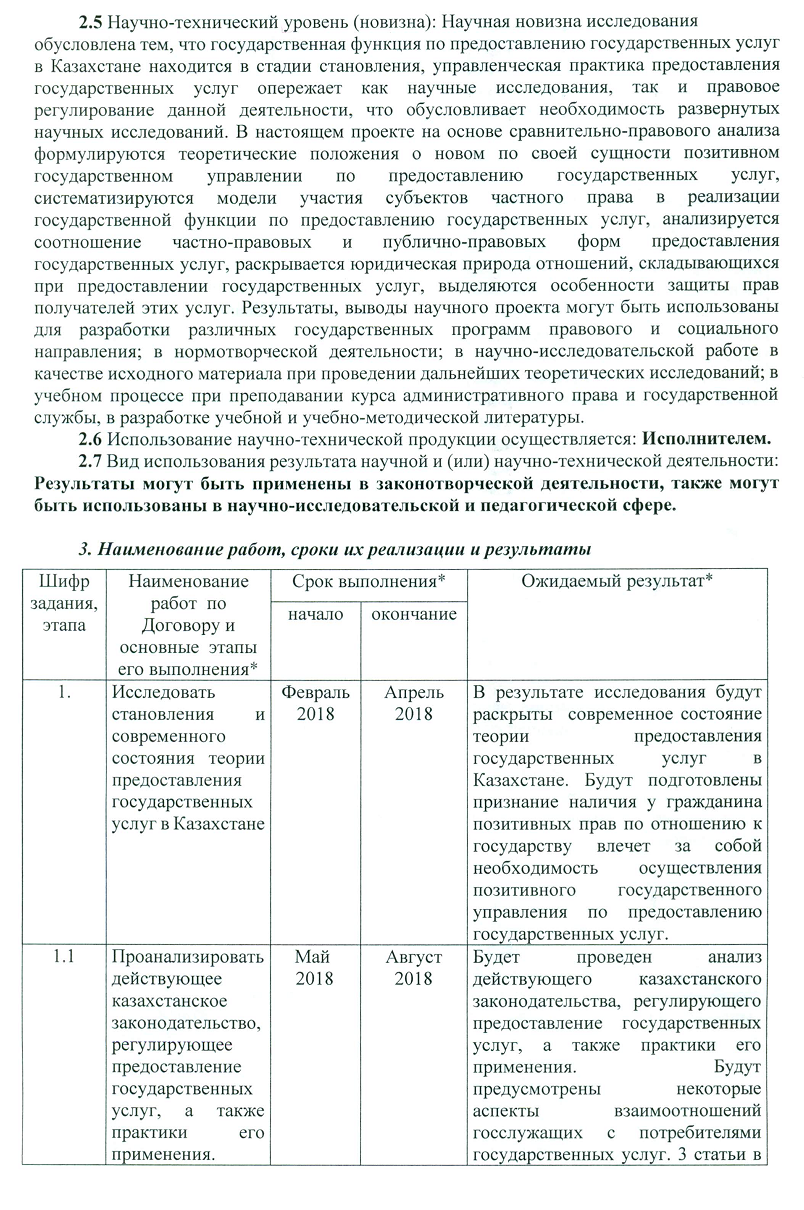 2.5 Научно-технический уровень (новизна): Научная новизна исследования
обусловлена тем, что государственная функция по предоставлению государственных услуг
в Казахстане находится в стадии становления, управленческая практика предоставления
государственных услуг опережает как научные исследования, так и правовое
регулирование данной деятельности, что обусловливает необходимость развернутых
научных исследований. В настоящем проекте на основе сравнительно-правового анализа
формулируются теоретические положения о новом по своей сущности позитивном
государственном управлении по предоставлению государственных услуг,
систематизируются модели участия субъектов частного права в реализации
государственной функции по предоставлению государственных услуг, анализируется
соотношение частно-правовых и публично-правовых форм предоставления
государственных услуг, раскрывается юридическая природа отношений, складывающихся
при предоставлении государственных услуг, выделяются особенности защиты прав
получателей этих услуг. Результаты, выводы научного проекта могут быть использованы
для разработки различных государственных программ правового и социального
направления; в нормотворческой деятельности; в научно-исследовательской работе в
качестве исходного материала при проведении дальнейших теоретических исследований; в
учебном процессе при преподавании курса административного права и государственной
службы, в разработке учебной и учебно-методической литературы.
2.6 Использование научно-технической продукции осуществляется: Исполнителем.
2.7 Вид использования результата научной и (или) научно-технической деятельности:
Результаты могут быть применены в законотворческой деятельности, также могут
быть использованы в научно-исследовательской и педагогической сфере.
3. Наименование работ, сроки их реализации и результаты
Шифр
задания,
этапа
Наименование
работ по
Договору и
основные этапы
его выполнения*
Срок выполнения*
начало
окончание
Ожидаемый результат*
1.
Исследовать
становления и
современного
состояния теории
предоставления
государственных
услуг в Казахстане
Февраль
2018
Апрель
2018
В результате исследования будут
раскрыты современное состояние
теории предоставления
государственных услуг в
Казахстане. Будут подготовлены
признание наличия у гражданина
позитивных прав по отношению к
государству влечет за собой
необходимость осуществления
позитивного государственного
управления по предоставлению
государственных услуг.
1.1
Проанализировать
действующее
казахстанское
законодательство,
регулирующее
предоставление
государственных
услуг, а также
практики его
применения.
Май
2018
Август
2018
Будет проведен анализ
действующего казахстанского
законодательства, регулирующего
предоставление государственных
услуг, а также практики его
применения. Будут
предусмотрены некоторые
аспекты взаимоотношений
госслужащих с потребителями
государственных услуг. 3 статьи в